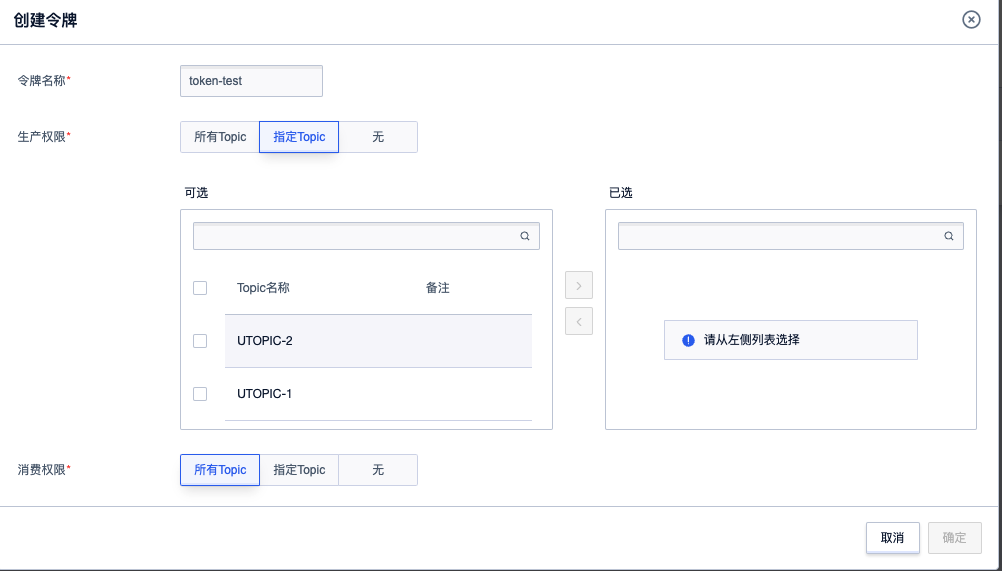 创建令牌
令牌名称*
token-test
生产权限*
所有Topic 指定Topic 无
可选
已选
Topic名称 备注
UTOPIC-2
UTOPIC-1
请从左侧列表选择
消费权限*
所有Topic 指定Topic 无
取消 确定